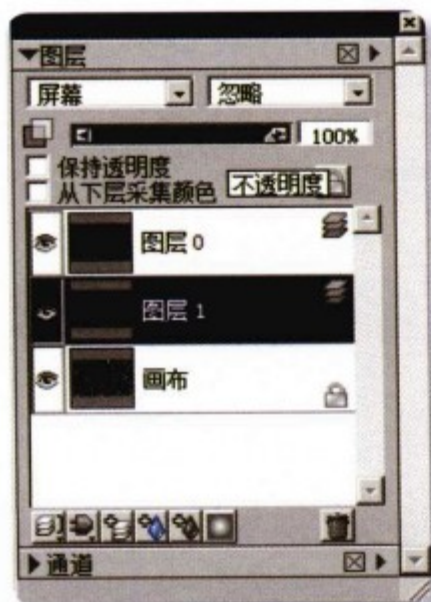 图层
屏幕 忽略
100%
保持透明度
从下层采集颜色 不透明度
图层 0
图层 1
画布
通道